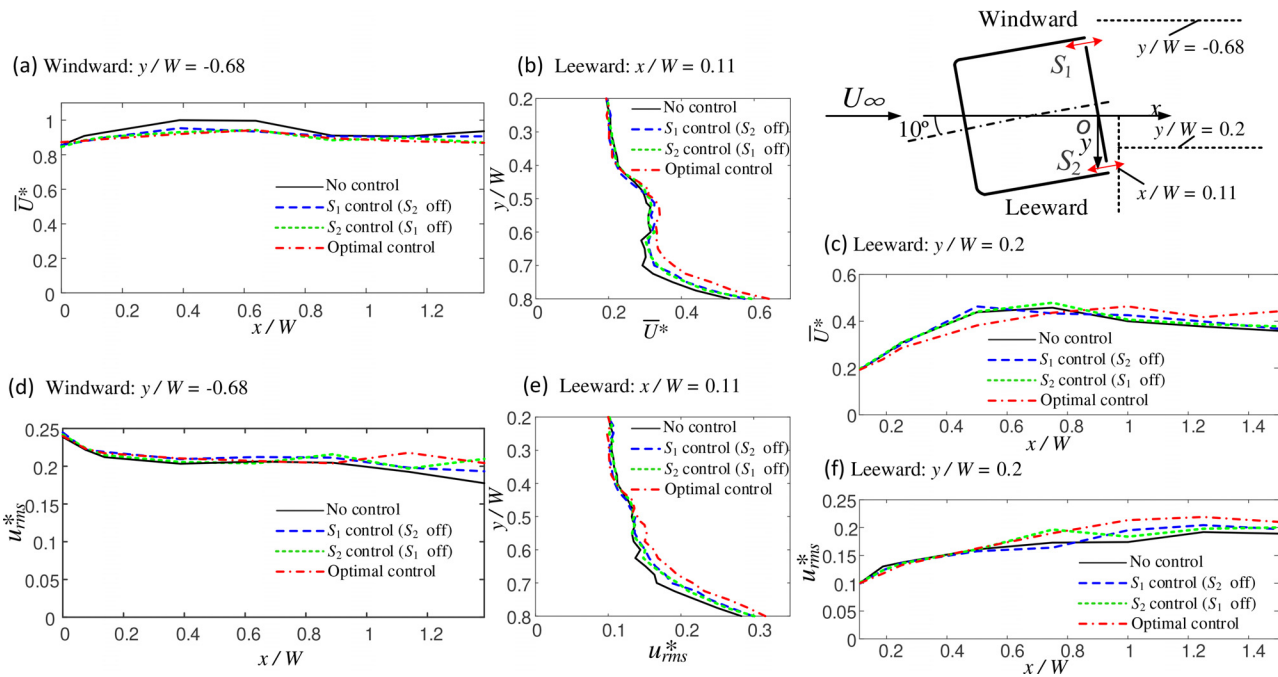 (a) Windward: y / W = -0.68
1
0.8
0.6
0.4
0.2
0
U̅*
No control
S₁ control (S₂ off)
S₂ control (S₁ off)
Optimal control
0 0.2 0.4 0.6 0.8 1 1.2
x / W
(b) Leeward: x / W = 0.11
0.2
0.3
0.4
0.5
0.6
0.7
0.8
y / W
No control
S₁ control (S₂ off)
S₂ control (S₁ off)
Optimal control
0 0.2 0.4 0.6
U̅*
Windward
y / W = -0.68
S₁
U∞
10°
O
x
y
y / W = 0.2
S₂
x / W = 0.11
Leeward
(c) Leeward: y / W = 0.2
0.6
0.4
0.2
0
U̅*
No control
S₁ control (S₂ off)
S₂ control (S₁ off)
Optimal control
0.2 0.4 0.6 0.8 1 1.2 1.4
x / W
(d) Windward: y / W = -0.68
0.25
0.2
0.15
0.1
0.05
0
u*rms
No control
S₁ control (S₂ off)
S₂ control (S₁ off)
Optimal control
0 0.2 0.4 0.6 0.8 1 1.2 1.4
x / W
(e) Leeward: x / W = 0.11
0.2
0.3
0.4
0.5
0.6
0.7
0.8
y / W
No control
S₁ control (S₂ off)
S₂ control (S₁ off)
Optimal control
0 0.1 0.2 0.3
u*rms
(f) Leeward: y / W = 0.2
0.25
0.20
0.15
0.1
0.05
0
u*rms
No control
S₁ control (S₂ off)
S₂ control (S₁ off)
Optimal control
0.2 0.4 0.6 0.8 1 1.2 1.4
x / W